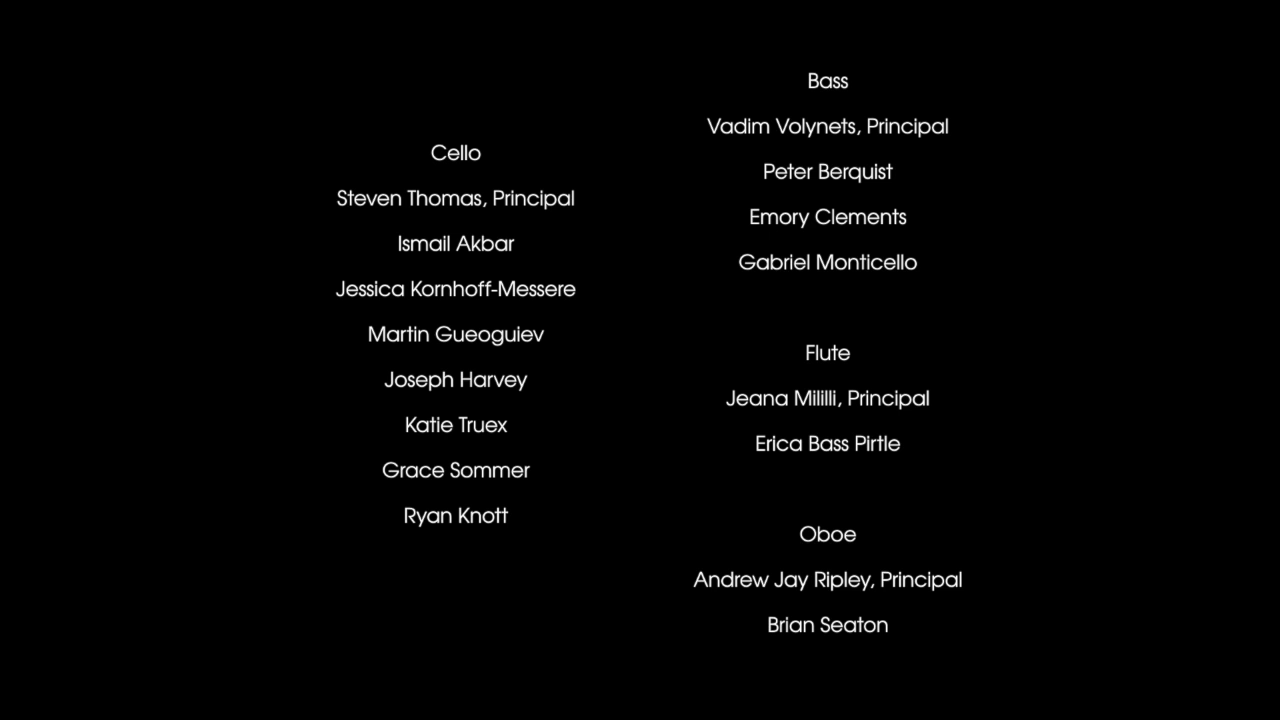 Cello
Steven Thomas, Principal
Ismail Akbar
Jessica Kornhoff-Messere
Martin Gueoguiev
Joseph Harvey
Katie Truex
Grace Sommer
Ryan Knott
Bass
Vadim Volynets, Principal
Peter Berquist
Emory Clements
Gabriel Monticello
Flute
Jeana Mililli, Principal
Erica Bass Pirtle
Oboe
Andrew Jay Ripley, Principal
Brian Seaton